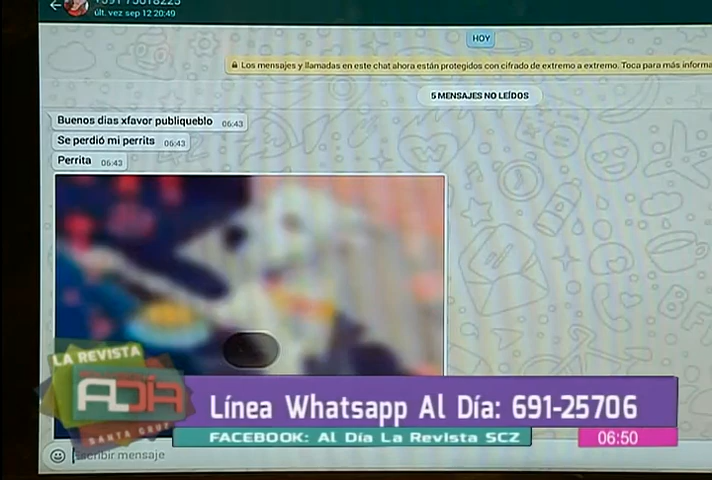 últ. vez sep 12 20:49
HOY
Los mensajes y llamadas en este chat ahora están protegidos con cifrado de extremo a extremo. Toca para más informa
5 MENSAJES NO LEÍDOS
Buenos dias xfavor publiqueblo 06:43
Se perdió mi perrits 06:43
Perrita 06:43
LA REVISTA
AL DÍA
SANTA CRUZ
Línea Whatsapp Al Día: 691-25706
FACEBOOK: Al Día La Revista SCZ
06:50
Escribir mensaje